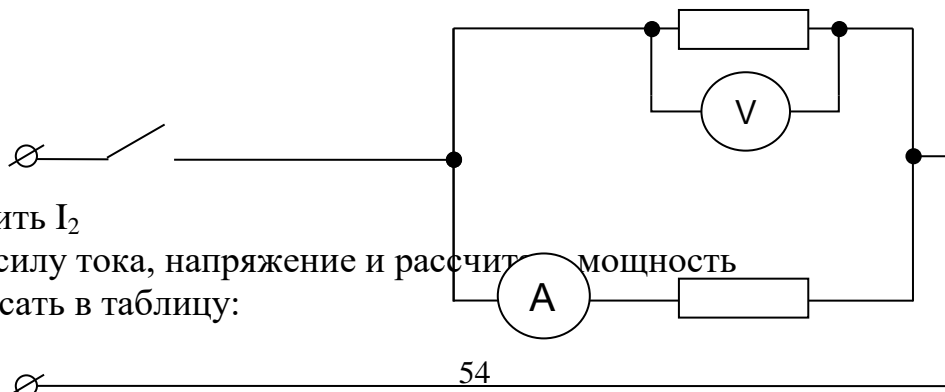 V
ить I₂
силу тока, напряжение и рассчит мощность
A
сать в таблицу:
54